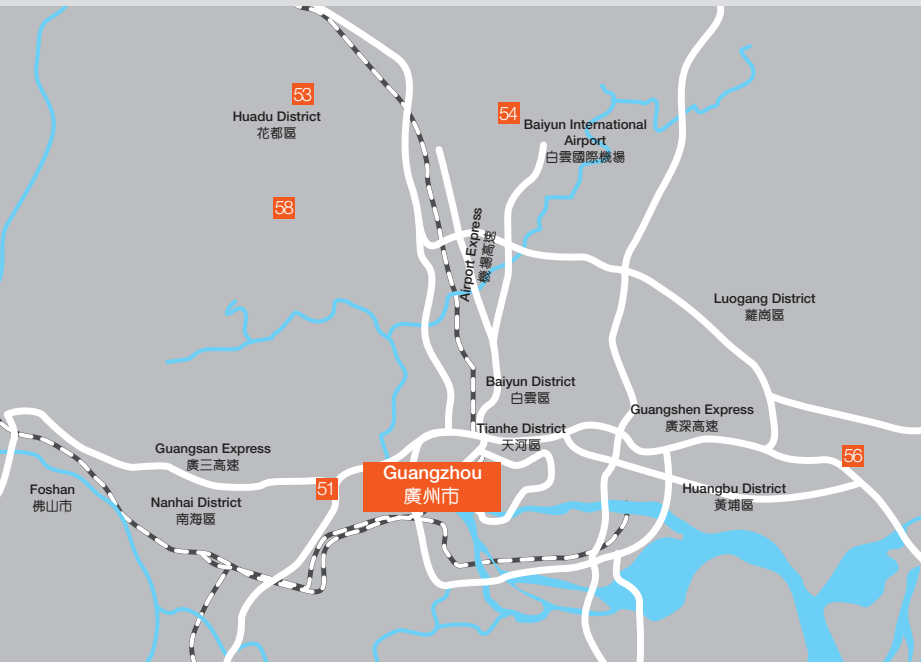 53
Huadu District
花都區
54
Baiyun International
Airport
白雲國際機場
58
Airport Express
機場高速
Luogang District
蘿崗區
Baiyun District
白雲區
Guangshen Express
廣深高速
Tianhe District
天河區
Guangsan Express
廣三高速
56
51
Guangzhou
廣州市
Foshan
佛山市
Nanhai District
南海區
Huangbu District
黃埔區